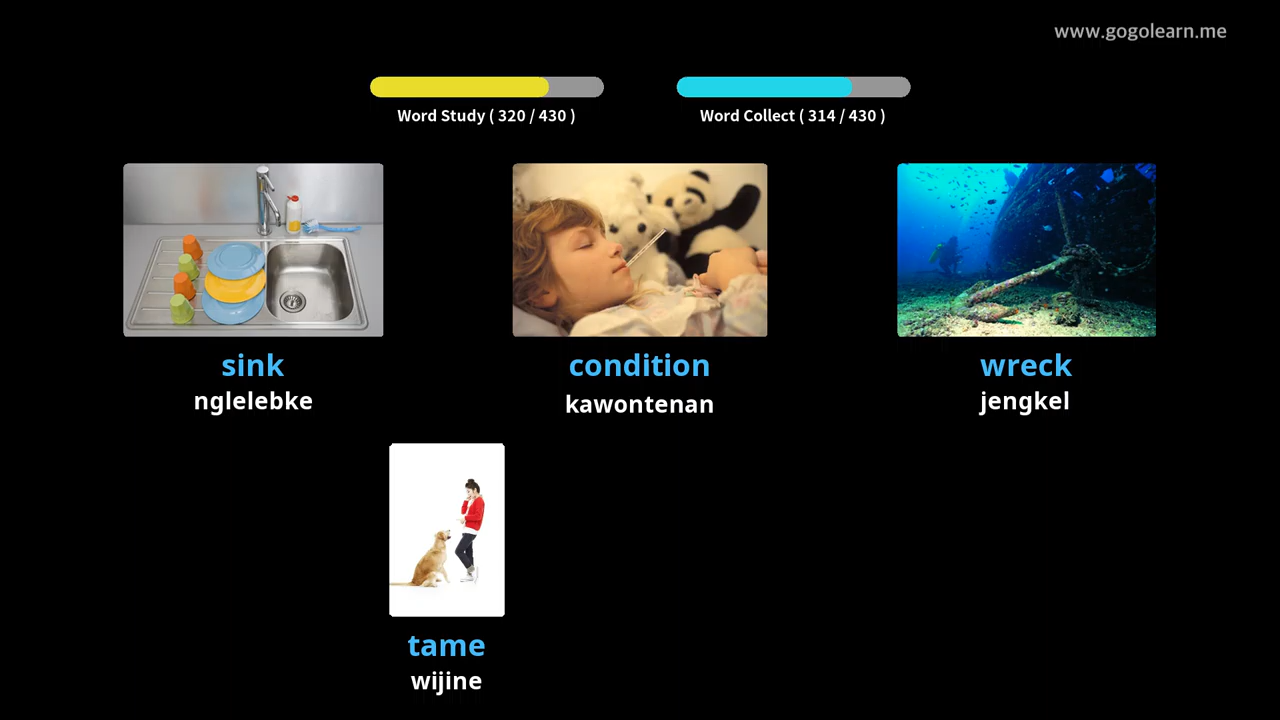 www.gogolearn.me
Word Study ( 320 / 430 )
Word Collect ( 314 / 430 )
sink
nglelebke
condition
kawontenan
wreck
jengkel
tame
wijine